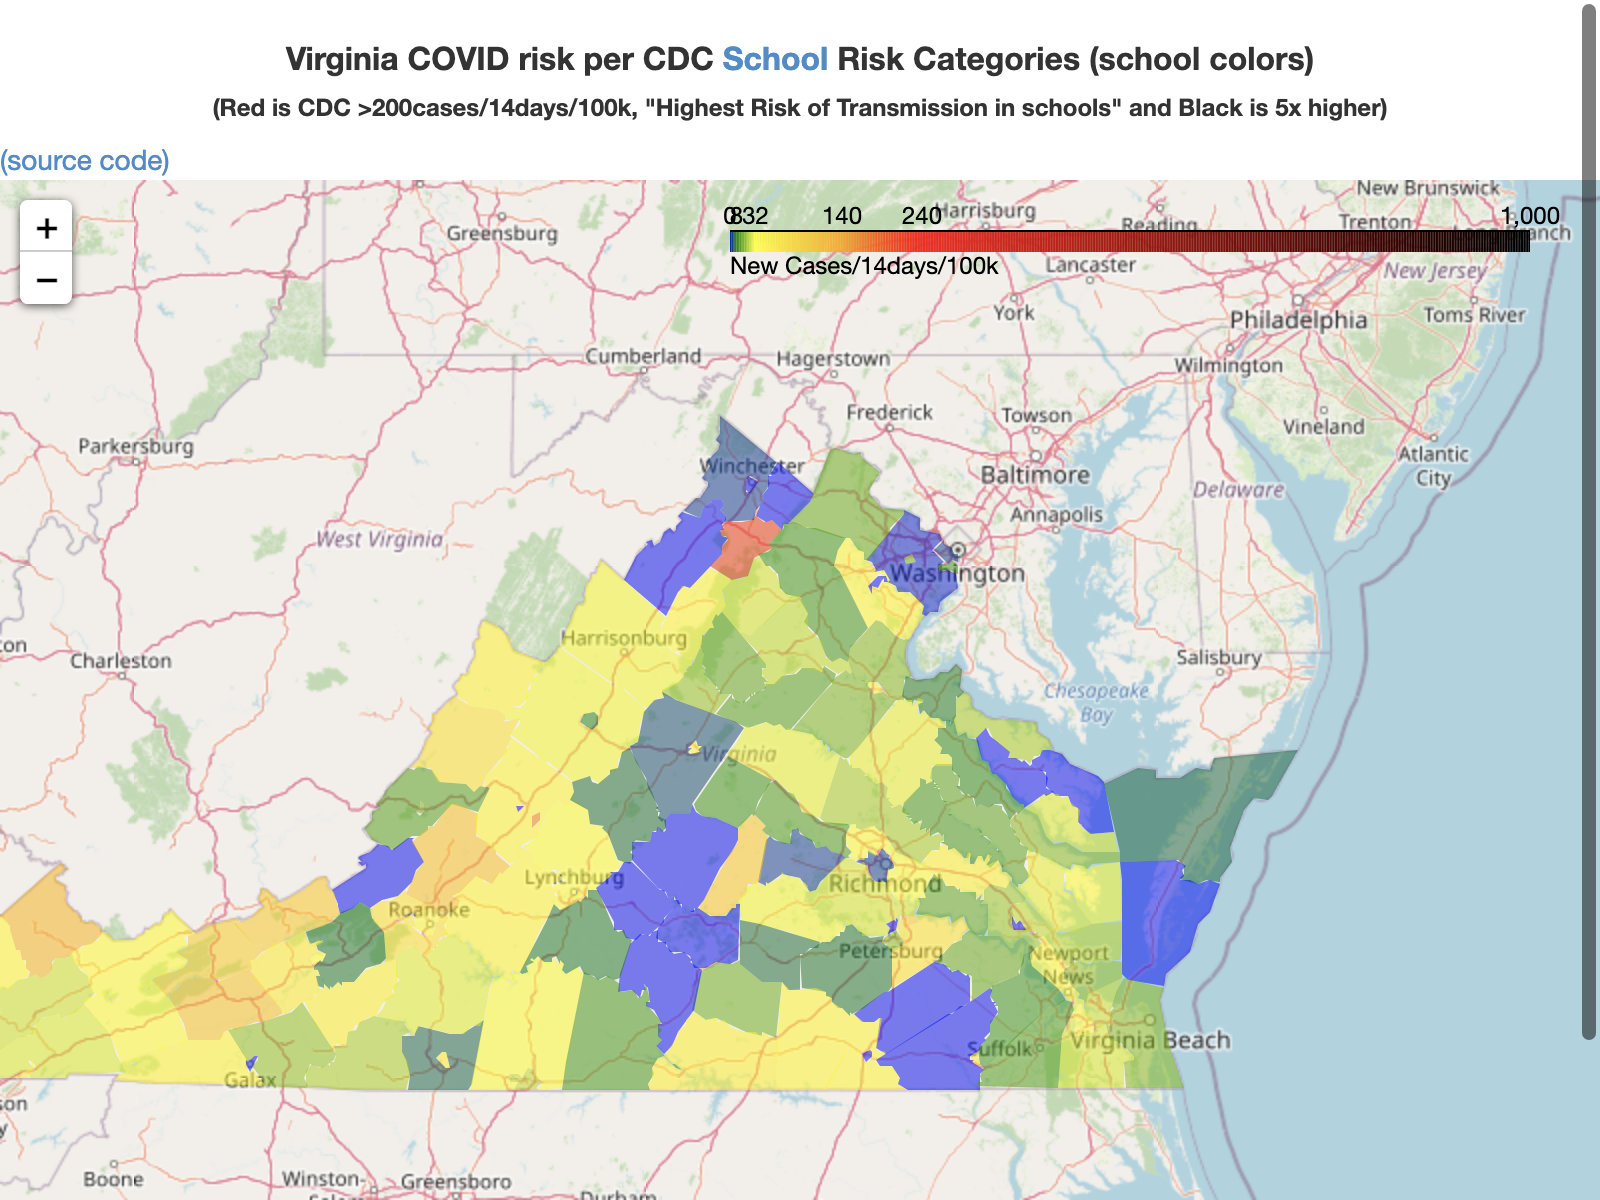 Virginia COVID risk per CDC School Risk Categories (school colors)
(Red is CDC >200cases/14days/100k, "Highest Risk of Transmission in schools" and Black is 5x higher)
(source code)
+
−
0 8 32 140 240 1,000
New Cases/14days/100k
New Brunswick
Harrisburg
Reading
Trenton
Greensburg
Lancaster
New Jersey
York
Philadelphia
Toms River
Cumberland
Hagerstown
Wilmington
Frederick
Towson
Vineland
Parkersburg
Winchester
Baltimore
Atlantic
City
Delaware
Annapolis
West Virginia
Washington
Harrisonburg
Charleston
Salisbury
Chesapeake
Bay
Virginia
Lynchburg
Richmond
Roanoke
Petersburg
Newport
News
Suffolk
Virginia Beach
Galax
Boone
Winston-
Greensboro
Durham